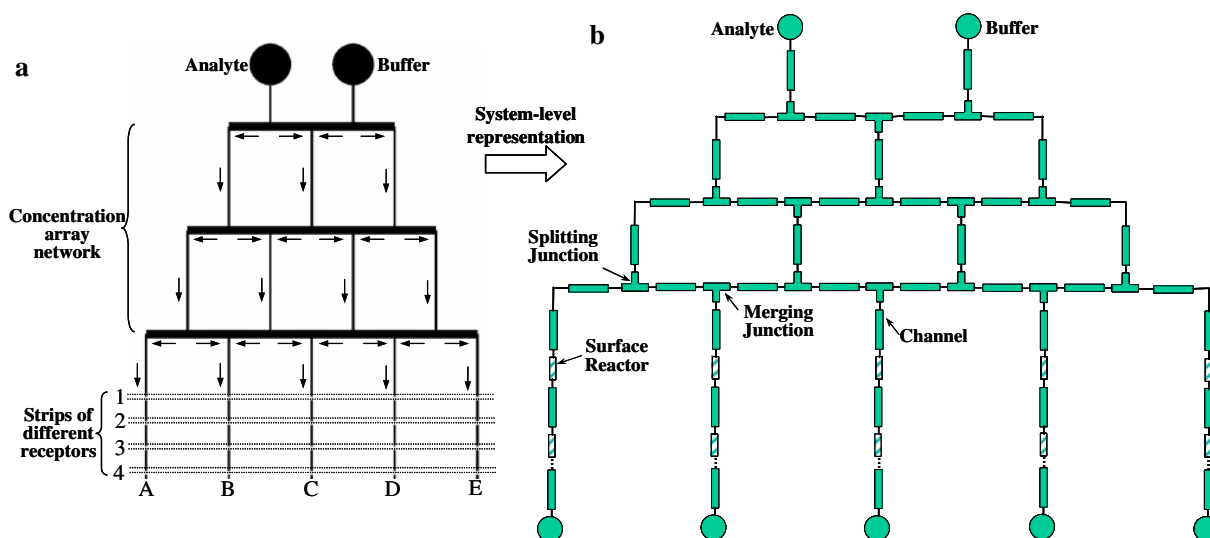 a
Analyte
Buffer
Concentration
array
network
Strips of
different
receptors
1
2
3
4
A
B
C
D
E
System-level
representation
b
Analyte
Buffer
Splitting
Junction
Merging
Junction
Channel
Surface
Reactor